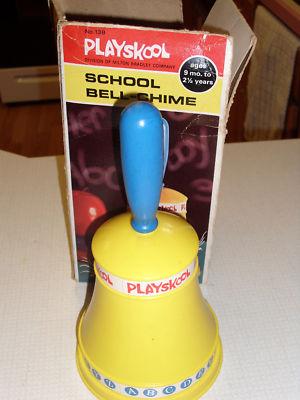 No. 139
PLAYSKOOL
DIVISION OF MILTON BRADLEY COMPANY
SCHOOL
BELL CHIME
ages
9 mo. to
2½ years
PLAYSKOOL
A B C D E